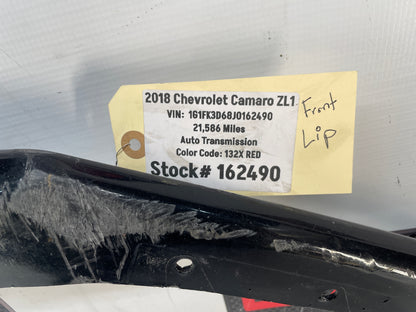 2018 Chevrolet Camaro ZL1
VIN: 1G1FK3D68J0162490
21,586 Miles
Auto Transmission
Color Code: 132X RED
Stock# 162490
Front
Lip